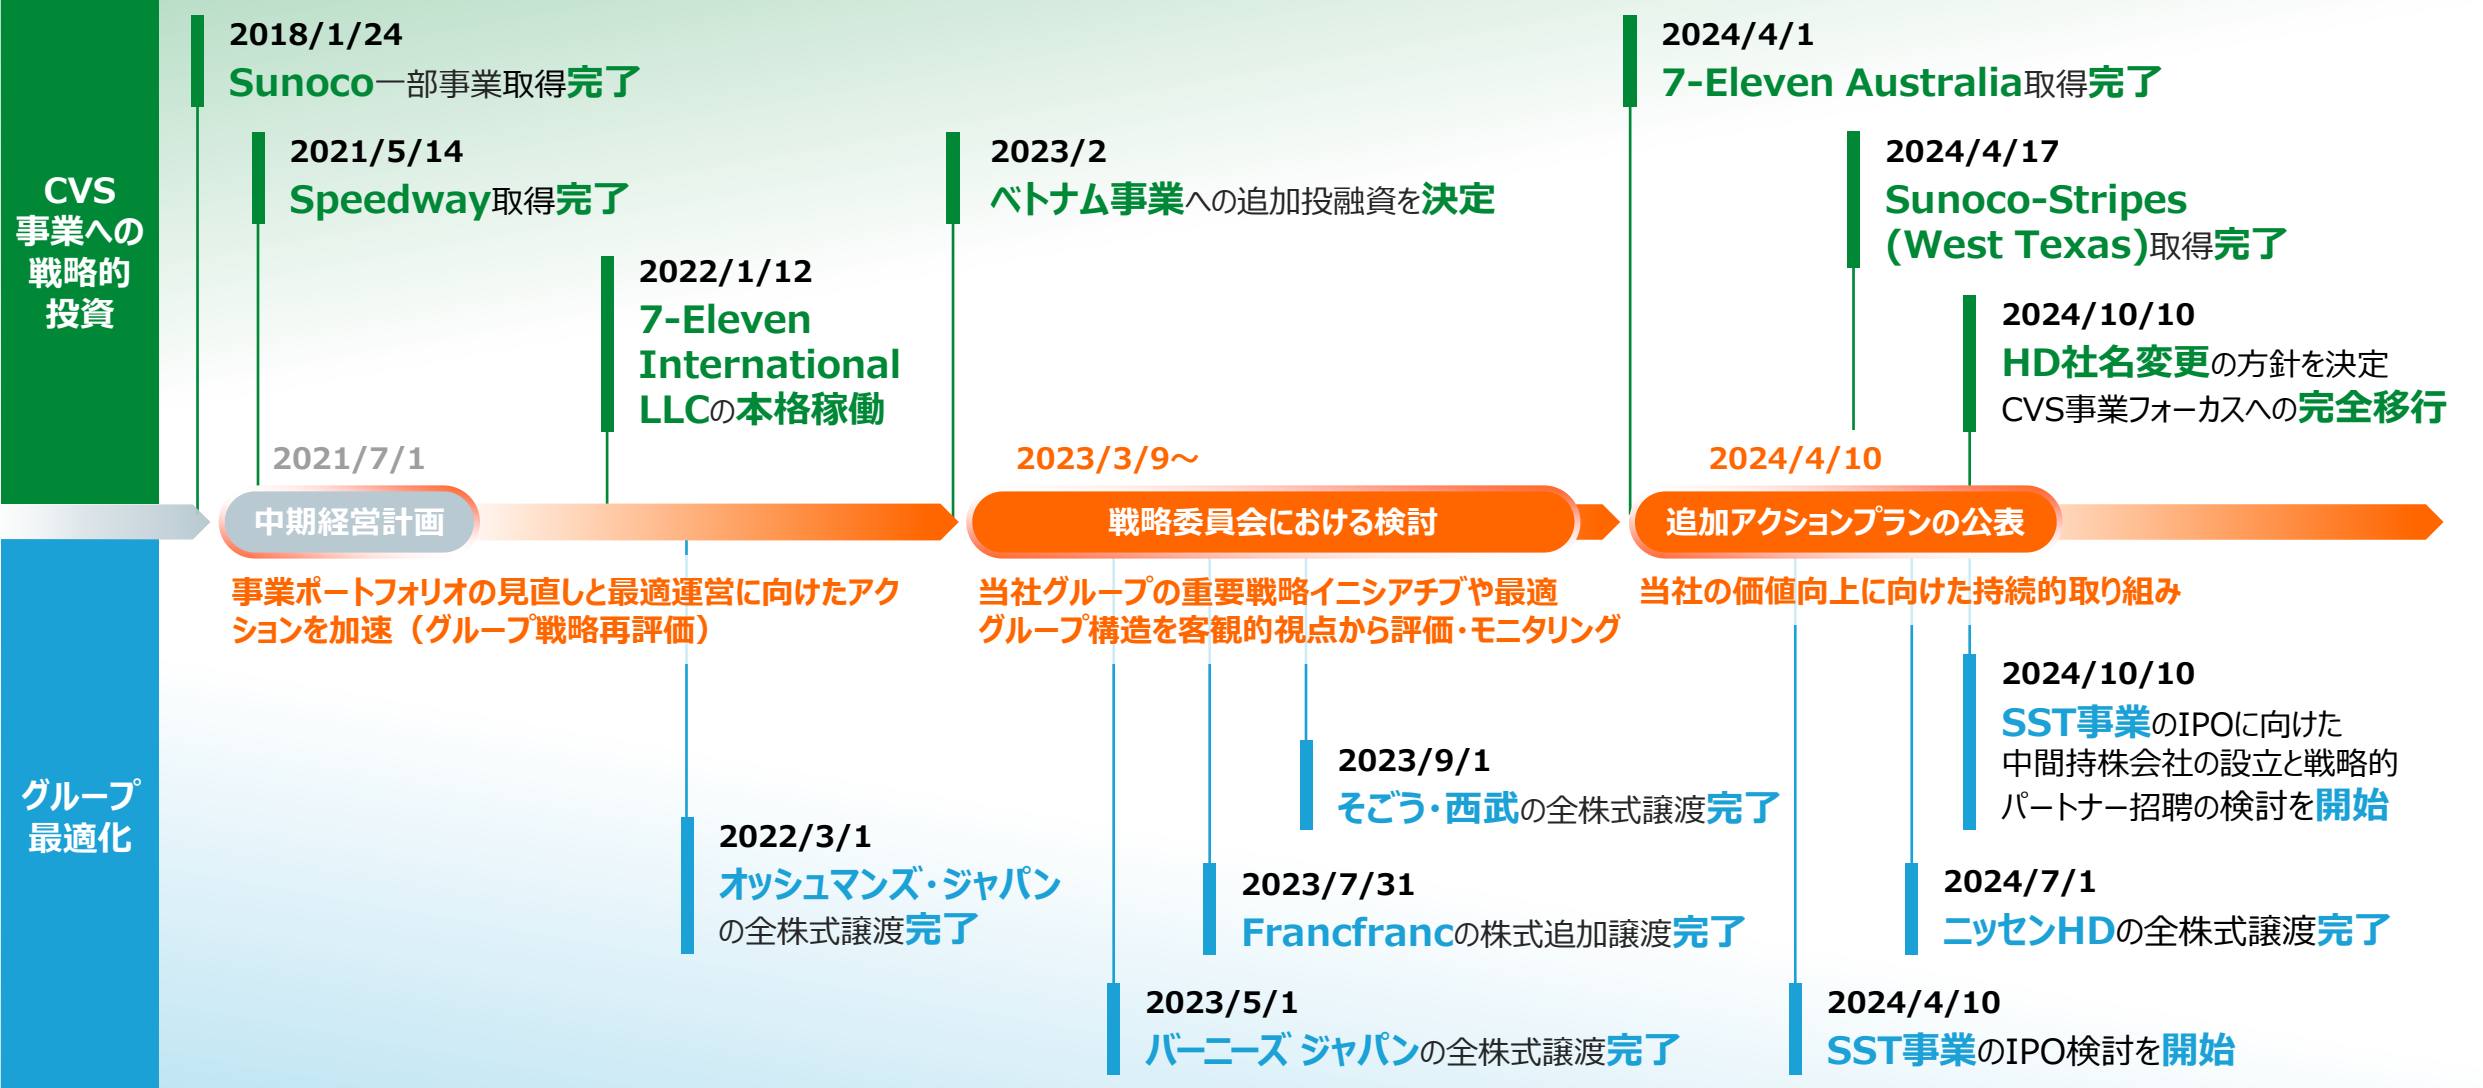 CVS
事業への
戦略的
投資
2018/1/24
Sunoco一部事業取得完了
2021/5/14
Speedway取得完了
2022/1/12
7-Eleven
International
LLCの本格稼働
2023/2
ベトナム事業への追加投融資を決定
2024/4/1
7-Eleven Australia取得完了
2024/4/17
Sunoco-Stripes
(West Texas)取得完了
2024/10/10
HD社名変更の方針を決定
CVS事業フォーカスへの完全移行
2021/7/1
中期経営計画
事業ポートフォリオの見直しと最適運営に向けたアク
ションを加速（グループ戦略再評価）
2023/3/9～
戦略委員会における検討
当社グループの重要戦略イニシアチブや最適
グループ構造を客観的視点から評価・モニタリング
2024/4/10
追加アクションプランの公表
当社の価値向上に向けた持続的取り組み
グループ
最適化
2022/3/1
オッシュマンズ・ジャパン
の全株式譲渡完了
2023/9/1
そごう・西武の全株式譲渡完了
2023/7/31
Francfrancの株式追加譲渡完了
2023/5/1
バーニーズ ジャパンの全株式譲渡完了
2024/10/10
SST事業のIPOに向けた
中間持株会社の設立と戦略的
パートナー招聘の検討を開始
2024/7/1
ニッセンHDの全株式譲渡完了
2024/4/10
SST事業のIPO検討を開始